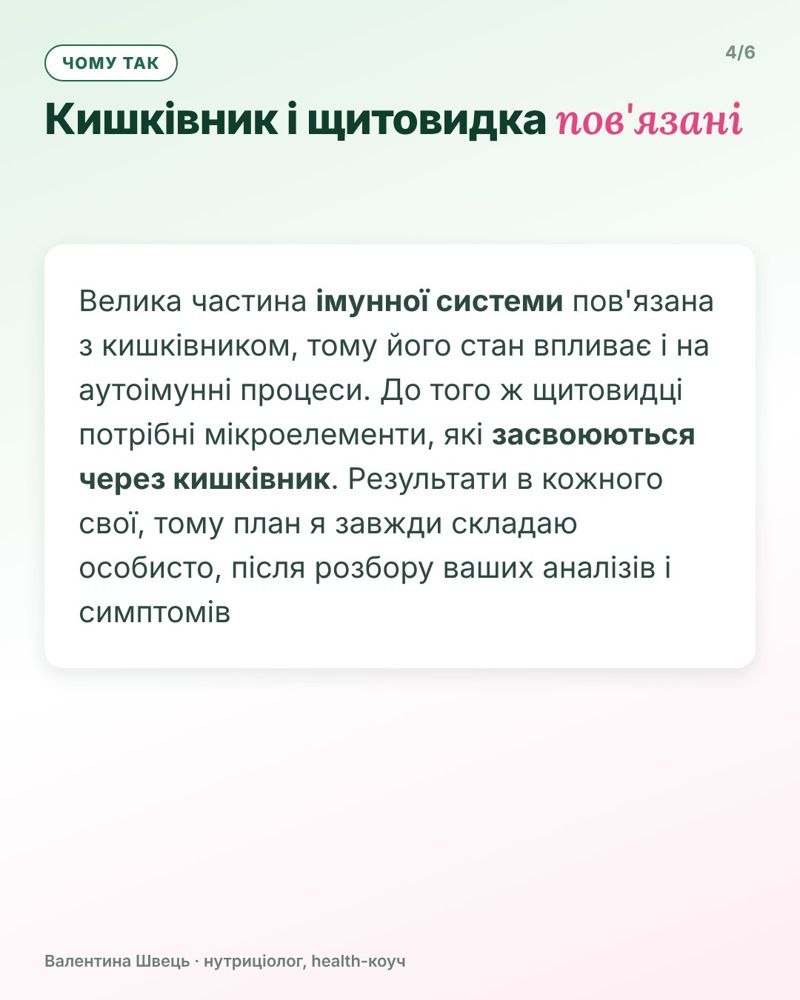 ЧОМУ ТАК
4/6
Кишківник і щитовидка пов'язані
Велика частина імунної системи пов'язана
з кишківником, тому його стан впливає і на
аутоімунні процеси. До того ж щитовидці
потрібні мікроелементи, які засвоюються
через кишківник. Результати в кожного
свої, тому план я завжди складаю
особисто, після розбору ваших аналізів і
симптомів
Валентина Швець · нутриціолог, health-коуч